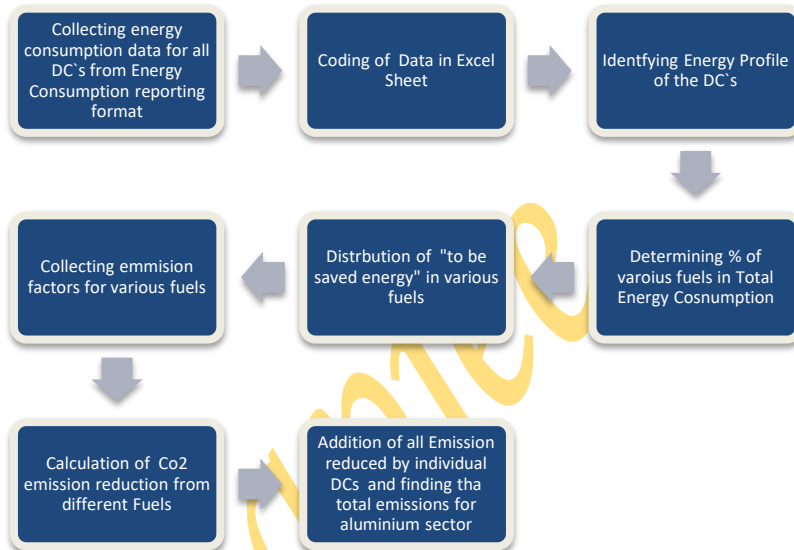 Collecting energy
consumption data for all
DC`s from Energy
Consumption reporting
format
Coding of Data in Excel
Sheet
Identfying Energy Profile
of the DC`s
Determining % of
varoius fuels in Total
Energy Cosnumption
Distrbution of "to be
saved energy" in various
fuels
Collecting emmision
factors for various fuels
Calculation of Co2
emission reduction from
different Fuels
Addition of all Emission
reduced by individual
DCs and finding tha
total emissions for
aluminium sector